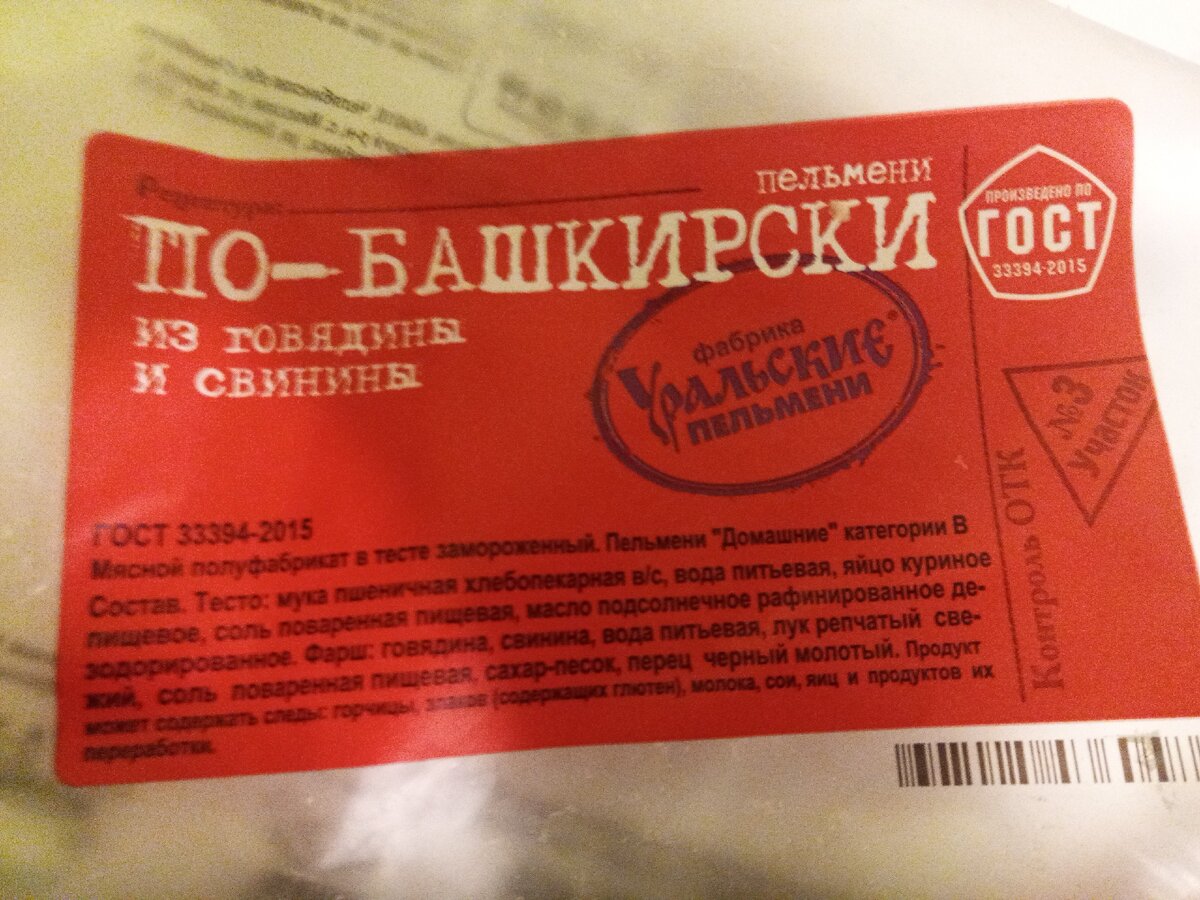 Рецептура
пельмени
ПО-БАШКИРСКИ
из говядины
и свинины
ПРОИЗВЕДЕНО ПО
ГОСТ
33394-2015
фабрика
Уральские®
ПЕЛЬМЕНИ
№3
Участок
Контроль ОТК
ГОСТ 33394-2015
Мясной полуфабрикат в тесте замороженный. Пельмени "Домашние" категории В
Состав. Тесто: мука пшеничная хлебопекарная в/с, вода питьевая, яйцо куриное
пищевое, соль поваренная пищевая, масло подсолнечное рафинированное де-
зодорированное. Фарш: говядина, свинина, вода питьевая, лук репчатый све-
жий, соль поваренная пищевая, сахар-песок, перец черный молотый. Продукт
может содержать следы: горчицы, злаков (содержащих глютен), молока, сои, яиц и продуктов их
переработки.